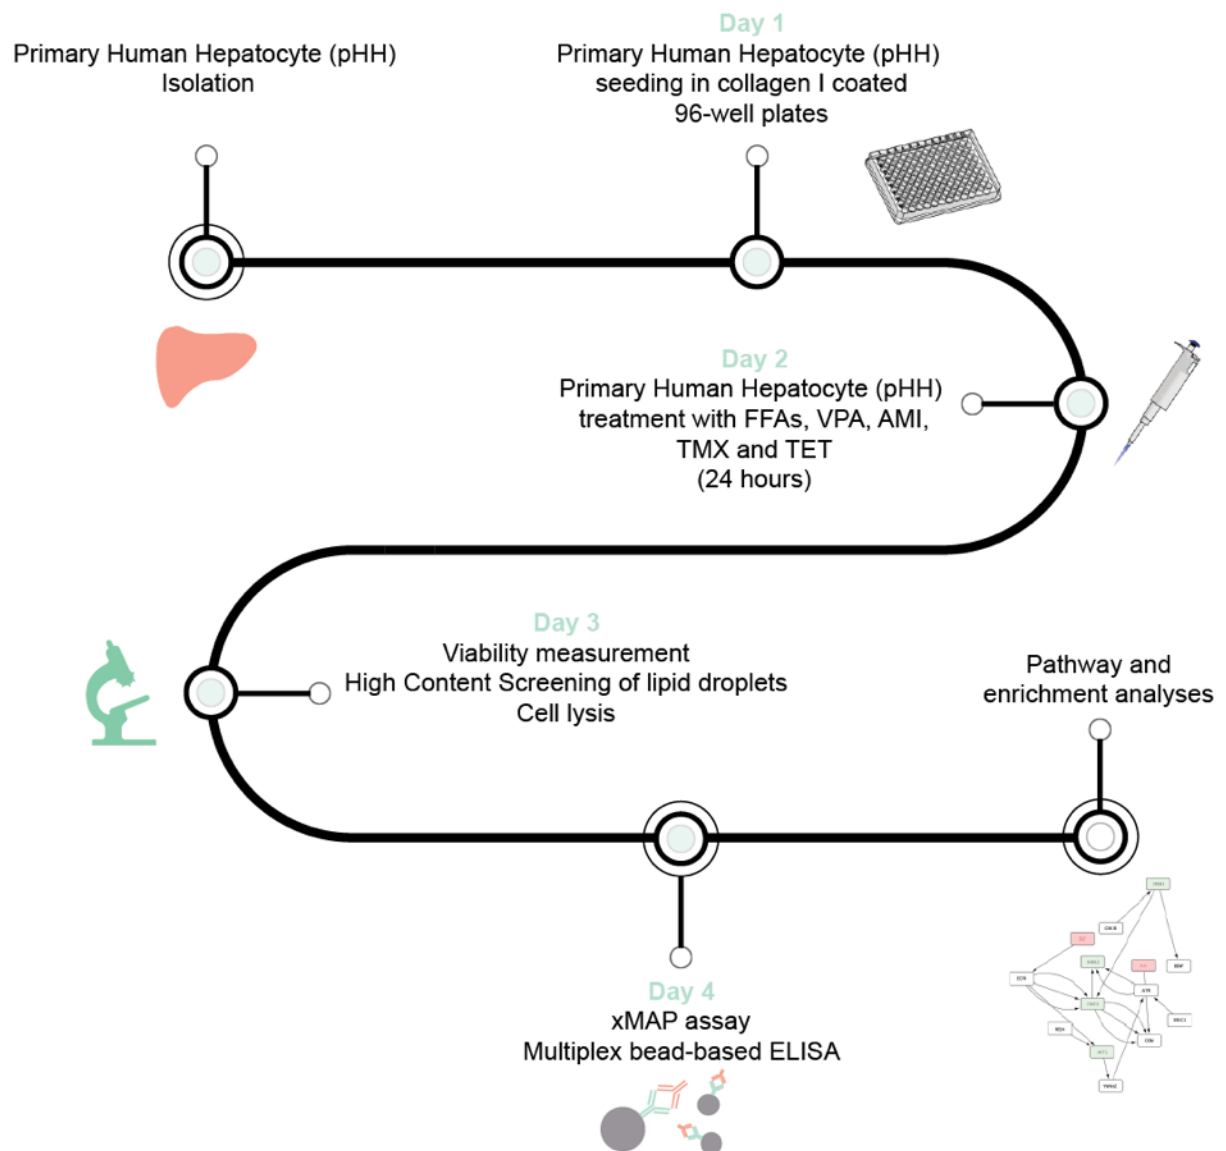 Primary Human Hepatocyte (pHH)
Isolation
Day 1
Primary Human Hepatocyte (pHH)
seeding in collagen I coated
96-well plates
Day 2
Primary Human Hepatocyte (pHH)
treatment with FFAs, VPA, AMI,
TMX and TET
(24 hours)
Day 3
Viability measurement
High Content Screening of lipid droplets
Cell lysis
Pathway and
enrichment analyses
Day 4
xMAP assay
Multiplex bead-based ELISA